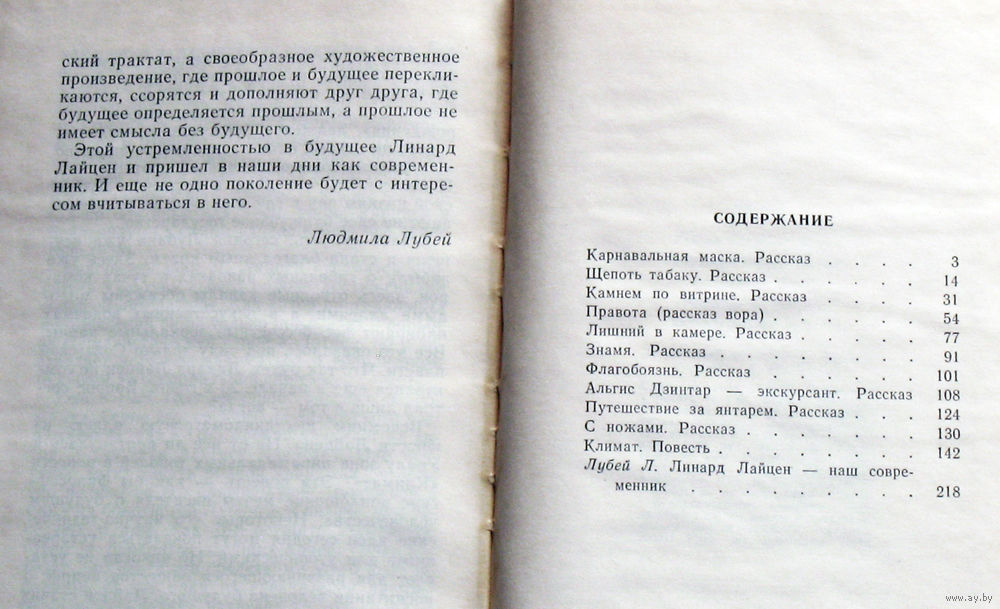 ский трактат, а своеобразное художественное
произведение, где прошлое и будущее перекли-
каются, ссорятся и дополняют друг друга, где
будущее определяется прошлым, а прошлое не
имеет смысла без будущего.
Этой устремленностью в будущее Линард
Лайцен и пришел в наши дни как современ-
ник. И еще не одно поколение будет с интере-
сом вчитываться в него.
Людмила Лубей
СОДЕРЖАНИЕ
Карнавальная маска. Рассказ . . . . 3
Щепоть табаку. Рассказ . . . . . . 14
Камнем по витрине. Рассказ . . . . 31
Правота (рассказ вора) . . . . . . 54
Лишний в камере. Рассказ . . . . . 77
Знамя. Рассказ . . . . . . . . 91
Флагобоязнь. Рассказ . . . . . . 101
Альгис Дзинтар — экскурсант. Рассказ 108
Путешествие за янтарем. Рассказ . . . 124
С ножами. Рассказ . . . . . . . 130
Климат. Повесть . . . . . . . . 142
Лубей Л. Линард Лайцен — наш совре-
менник . . . . . . . . . 218
www.ay.by